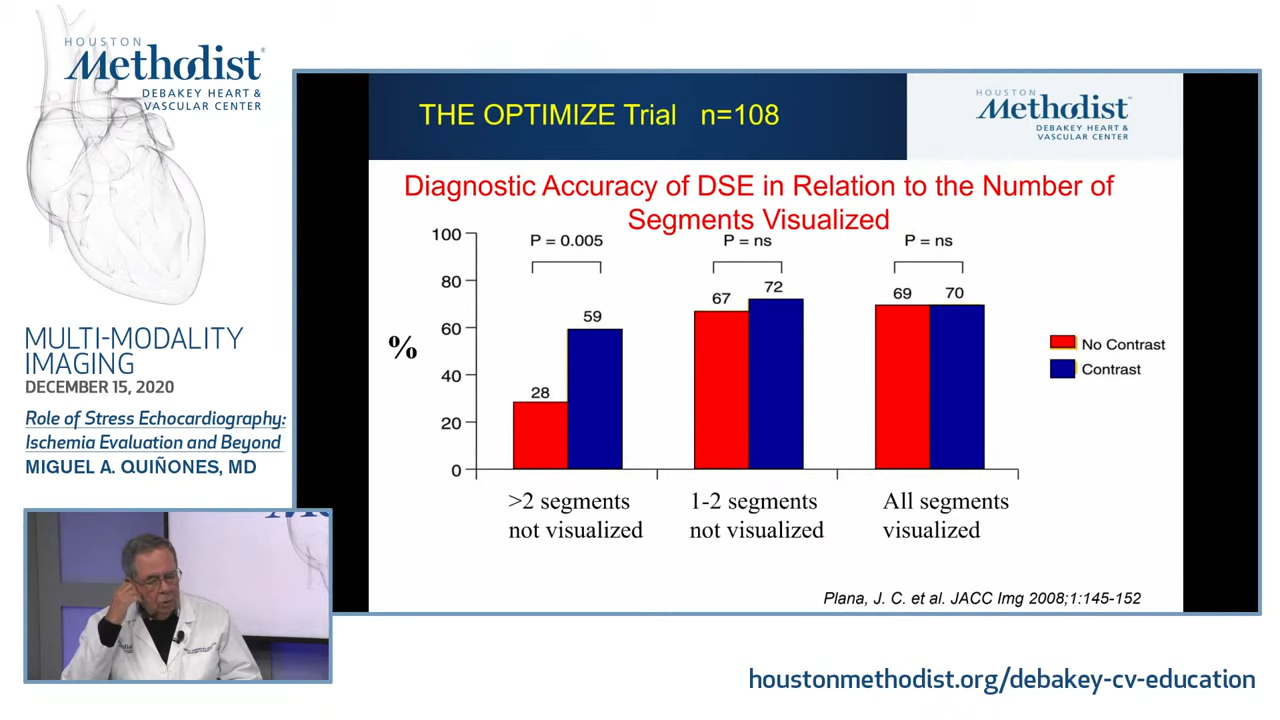 HOUSTON
Methodist®
DEBAKEY HEART &
VASCULAR CENTER
MULTI-MODALITY
IMAGING
DECEMBER 15, 2020
Role of Stress Echocardiography:
Ischemia Evaluation and Beyond
MIGUEL A. QUIÑONES, MD
THE OPTIMIZE Trial n=108
HOUSTON
Methodist
DEBAKEY HEART &
VASCULAR CENTER
Diagnostic Accuracy of DSE in Relation to the Number of
Segments Visualized
%
100
80
60
40
20
0
P = 0.005
P = ns
P = ns
28
59
67
72
69
70
>2 segments
not visualized
1-2 segments
not visualized
All segments
visualized
No Contrast
Contrast
Plana, J. C. et al. JACC Img 2008;1:145-152
houstonmethodist.org/debakey-cv-education